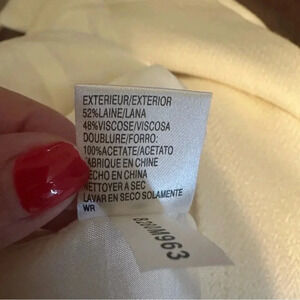 EXTERIEUR/EXTERIOR
52%LAINE/LANA
48%VISCOSE/VISCOSA
DOUBLURE/FORRO:
100%ACETATE/ACETATO
FABRIQUE EN CHINE
HECHO EN CHINA
NETTOYER A SEC
LAVAR EN SECO SOLAMENTE
WR
8200M963